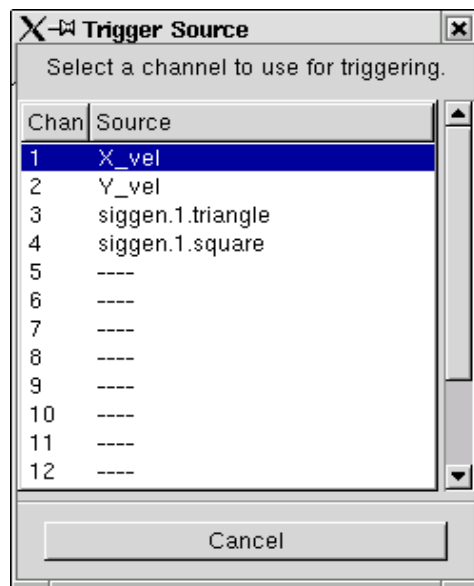 Trigger Source
Select a channel to use for triggering.
Chan Source
1 X_vel
2 Y_vel
3 siggen.1.triangle
4 siggen.1.square
5 ----
6 ----
7 ----
8 ----
9 ----
10 ----
11 ----
12 ----
Cancel